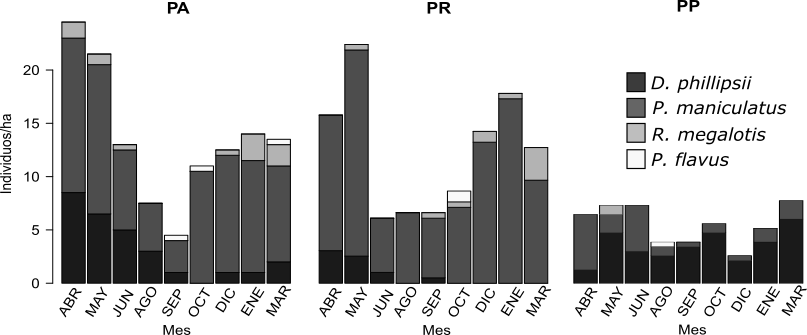 PA PR PP
20
15
10
5
0
Individuos/ha
D. phillipsii
P. maniculatus
R. megalotis
P. flavus
ABR MAY JUN AGO SEP OCT DIC ENE MAR
ABR MAY JUN AGO SEP OCT DIC ENE MAR
ABR MAY JUN AGO SEP OCT DIC ENE MAR
Mes Mes Mes